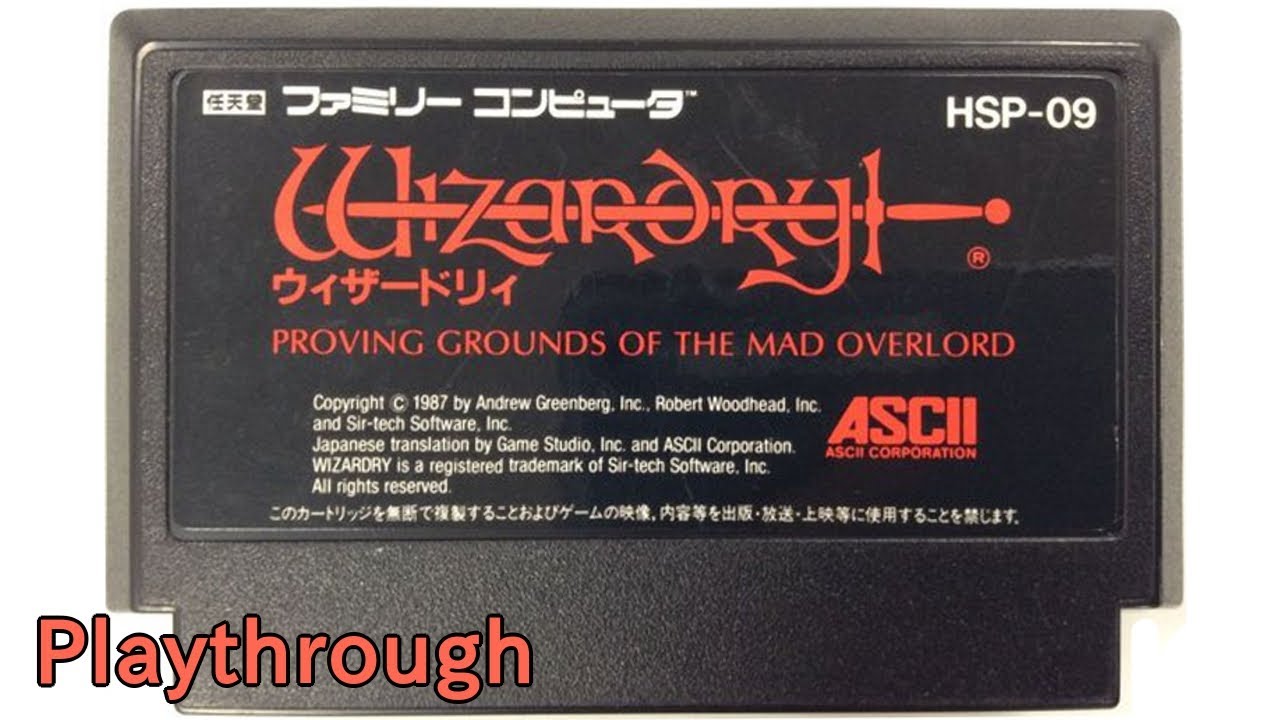 任天堂 ファミリー コンピュータ™
HSP-09
Wizardry
®
ウィザードリィ
PROVING GROUNDS OF THE MAD OVERLORD
Copyright © 1987 by Andrew Greenberg, Inc., Robert Woodhead, Inc.
and Sir-tech Software, Inc.
Japanese translation by Game Studio, Inc. and ASCII Corporation.
WIZARDRY is a registered trademark of Sir-tech Software, Inc.
All rights reserved.
ASCII
ASCII CORPORATION
このカートリッジを無断で複製することおよびゲームの映像，内容等を出版・放送・上映等に使用することを禁じます．
Playthrough